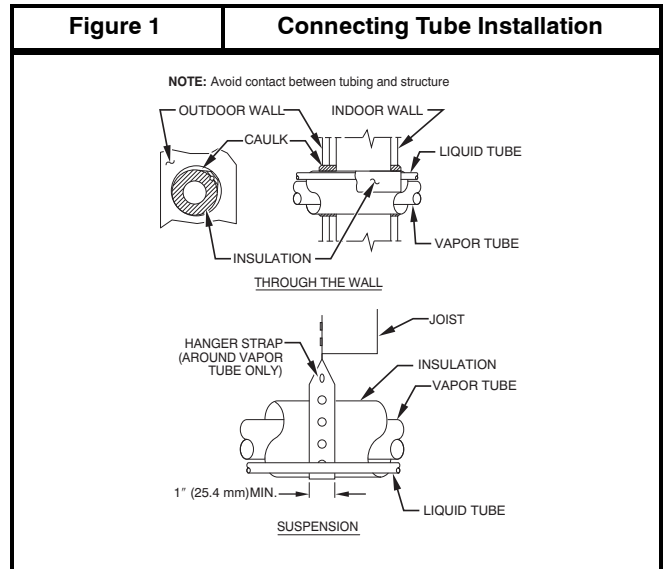 Figure 1
Connecting Tube Installation
NOTE: Avoid contact between tubing and structure
OUTDOOR WALL
INDOOR WALL
CAULK
LIQUID TUBE
VAPOR TUBE
INSULATION
THROUGH THE WALL
JOIST
HANGER STRAP
(AROUND VAPOR
TUBE ONLY)
INSULATION
VAPOR TUBE
1" (25.4 mm)MIN.
LIQUID TUBE
SUSPENSION